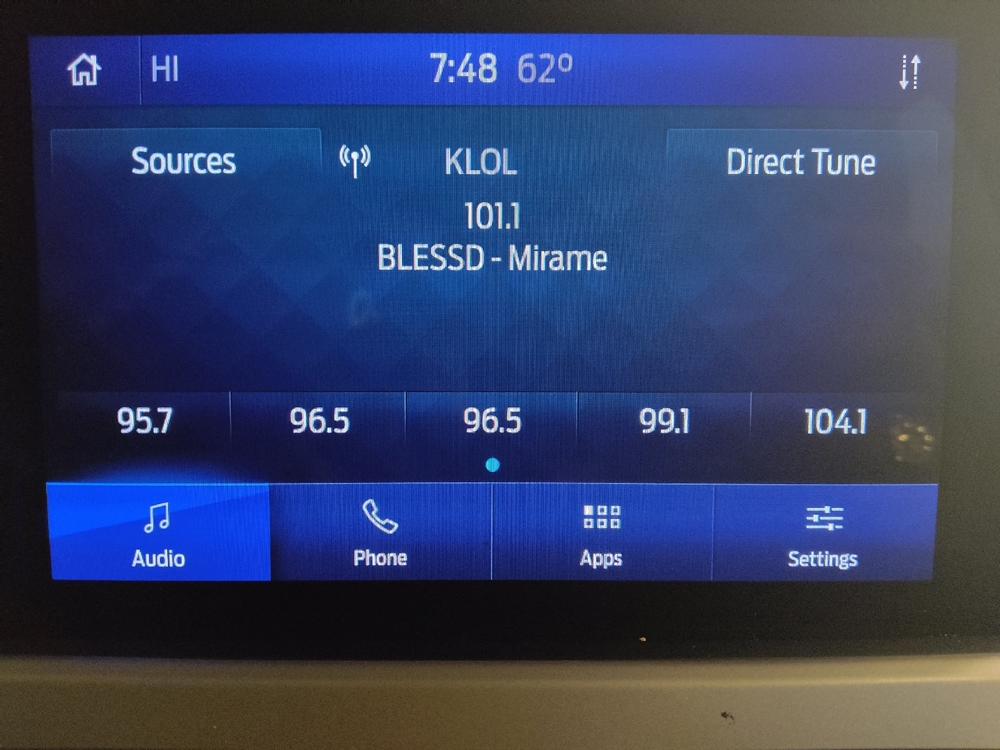 HI 7:48 62°
Sources KLOL Direct Tune
101.1
BLESSD - Mirame
95.7 96.5 96.5 99.1 104.1
Audio Phone Apps Settings